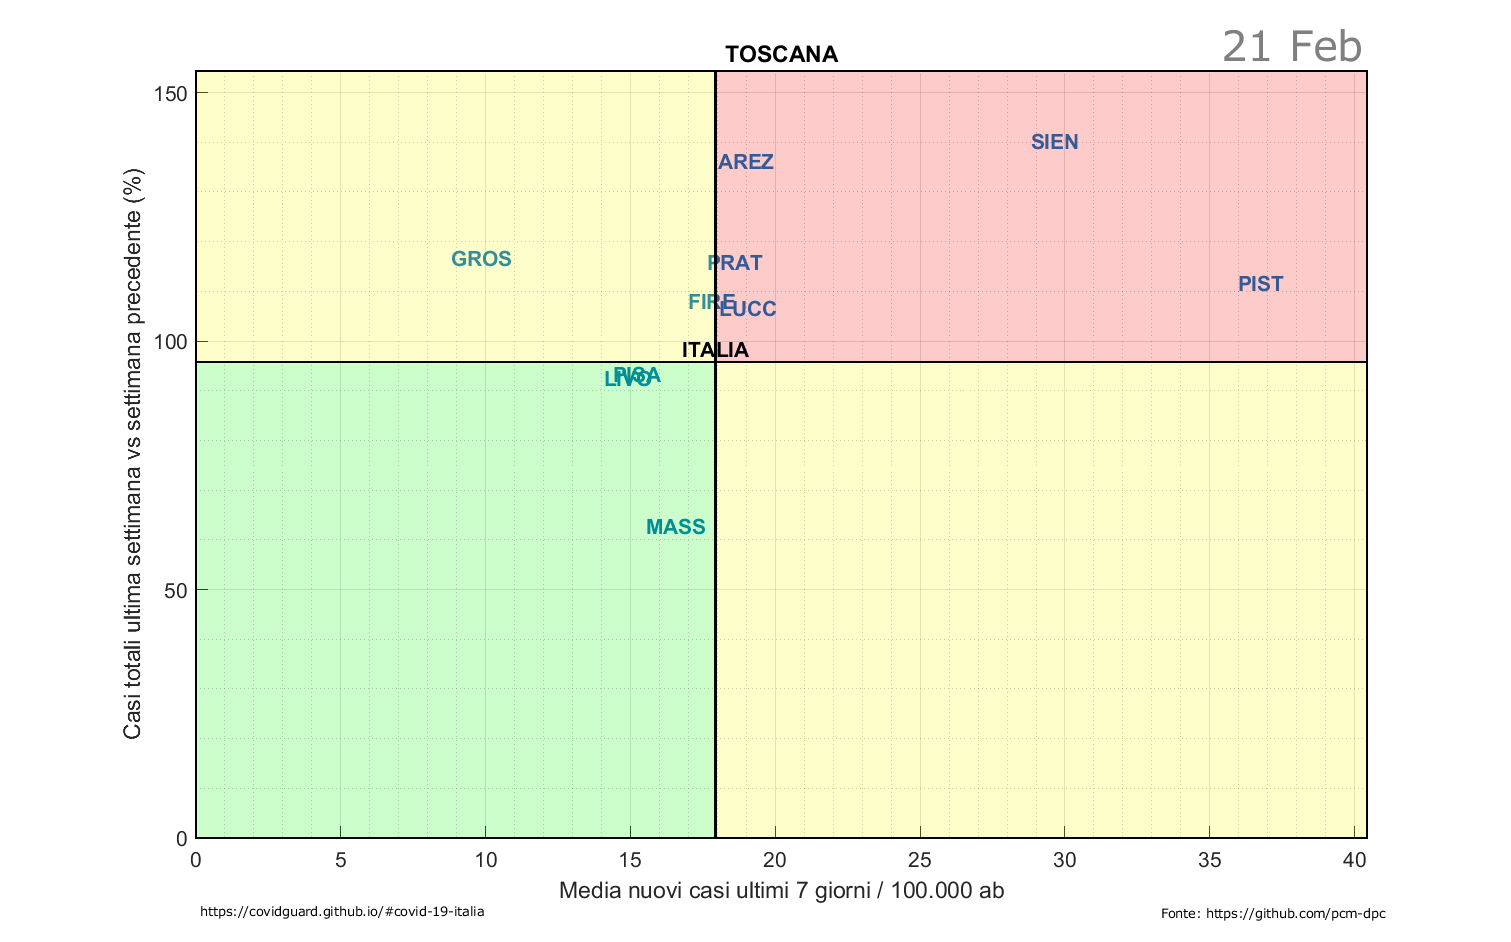 TOSCANA
21 Feb
Casi totali ultima settimana vs settimana precedente (%)
150
100
50
0
SIEN
AREZ
GROS
PRAT
PIST
FIRE
LUCC
ITALIA
PISA
LIVO
MASS
0 5 10 15 20 25 30 35 40
Media nuovi casi ultimi 7 giorni / 100.000 ab
https://covidguard.github.io/#covid-19-italia
Fonte: https://github.com/pcm-dpc